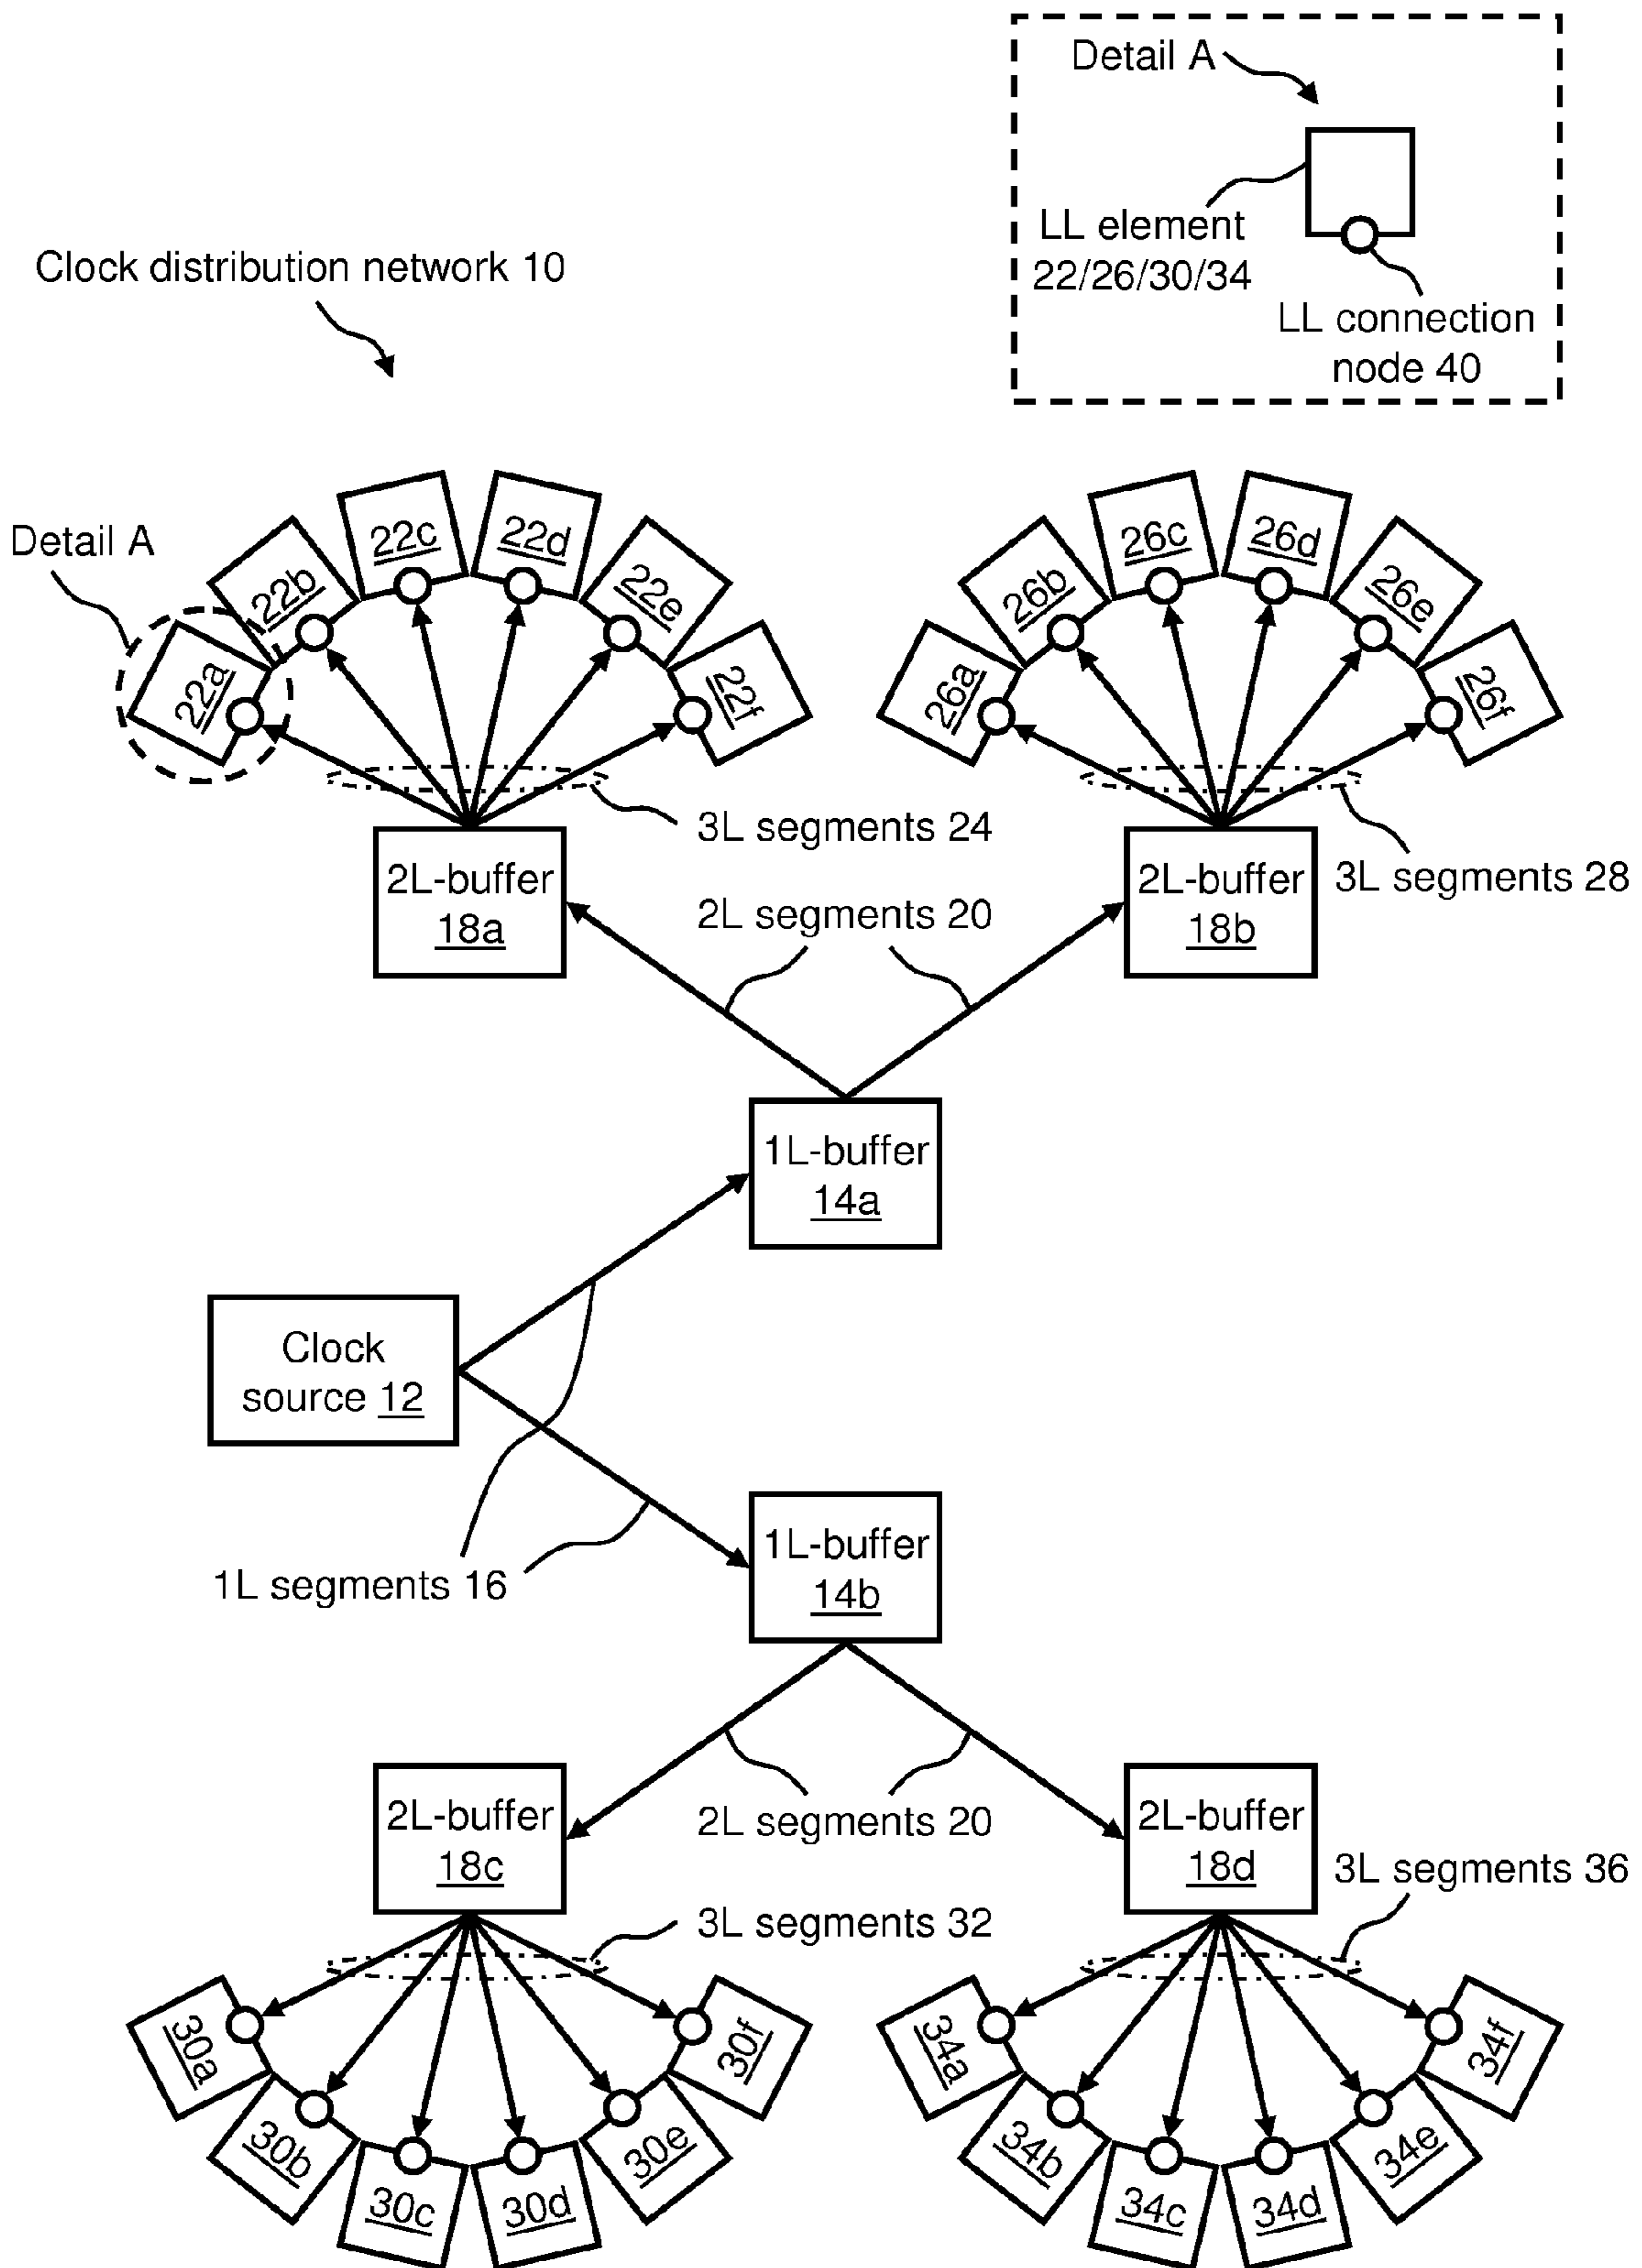 Detail A
LL element
22/26/30/34
LL connection
node 40
Clock distribution network 10
Detail A
22a
22b
22c
22d
22e
22f
26a
26b
26c
26d
26e
26f
3L segments 24
3L segments 28
2L-buffer
18a
2L segments 20
2L-buffer
18b
1L-buffer
14a
Clock
source 12
1L segments 16
1L-buffer
14b
2L-buffer
18c
2L segments 20
2L-buffer
18d
3L segments 36
3L segments 32
30a
30b
30c
30d
30e
30f
34a
34b
34c
34d
34e
34f